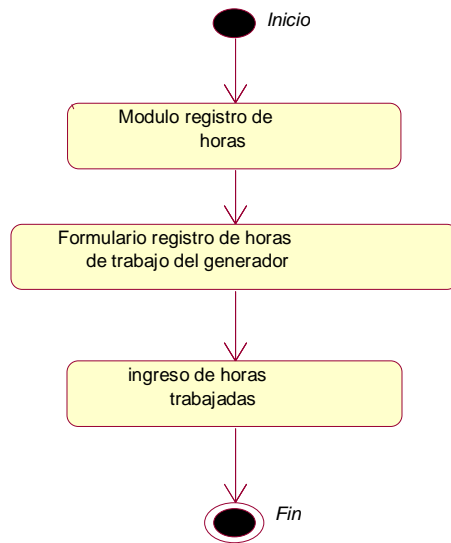 Inicio
Modulo registro de
horas
Formulario registro de horas
de trabajo del generador
ingreso de horas
trabajadas
Fin